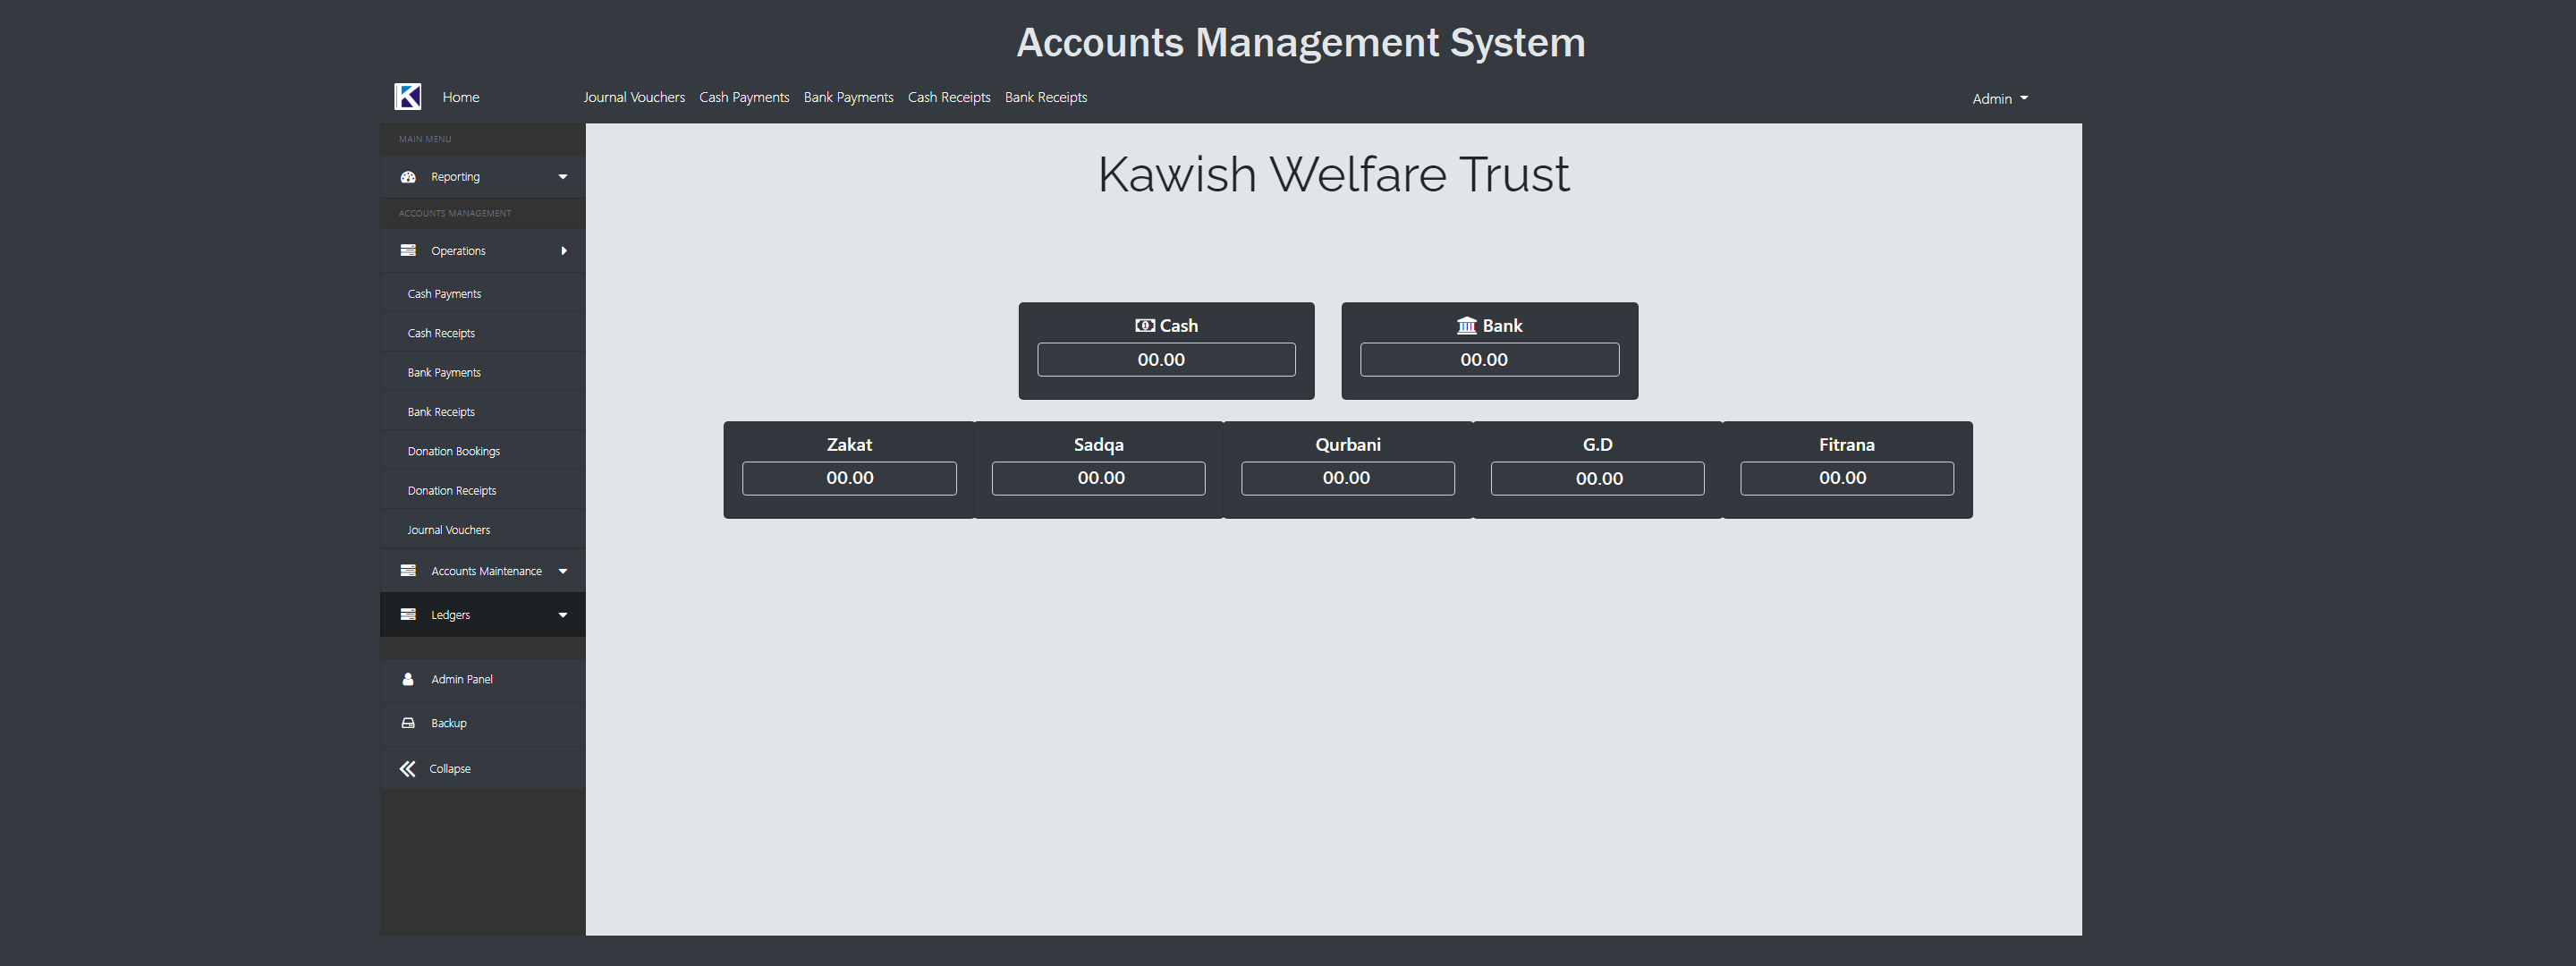 Accounts Management System
K
Home
Journal Vouchers
Cash Payments
Bank Payments
Cash Receipts
Bank Receipts
Admin
MAIN MENU
Reporting
ACCOUNTS MANAGEMENT
Operations
Cash Payments
Cash Receipts
Bank Payments
Bank Receipts
Donation Bookings
Donation Receipts
Journal Vouchers
Accounts Maintenance
Ledgers
Admin Panel
Backup
Collapse
Kawish Welfare Trust
Cash
00.00
Bank
00.00
Zakat
00.00
Sadqa
00.00
Qurbani
00.00
G.D
00.00
Fitrana
00.00